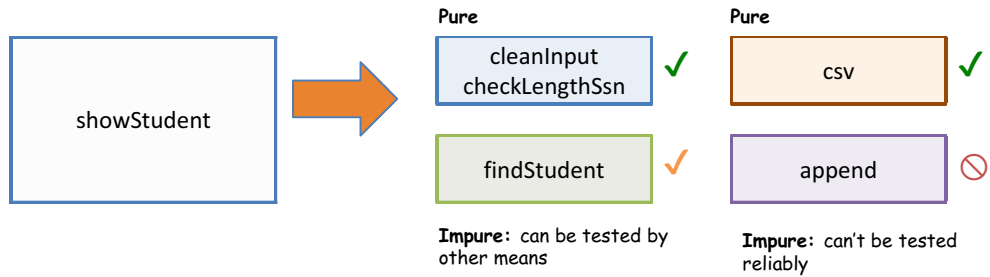 Pure
Pure
showStudent
cleanInput
checkLengthSsn
csv
findStudent
append
Impure: can be tested by
other means
Impure: can't be tested
reliably